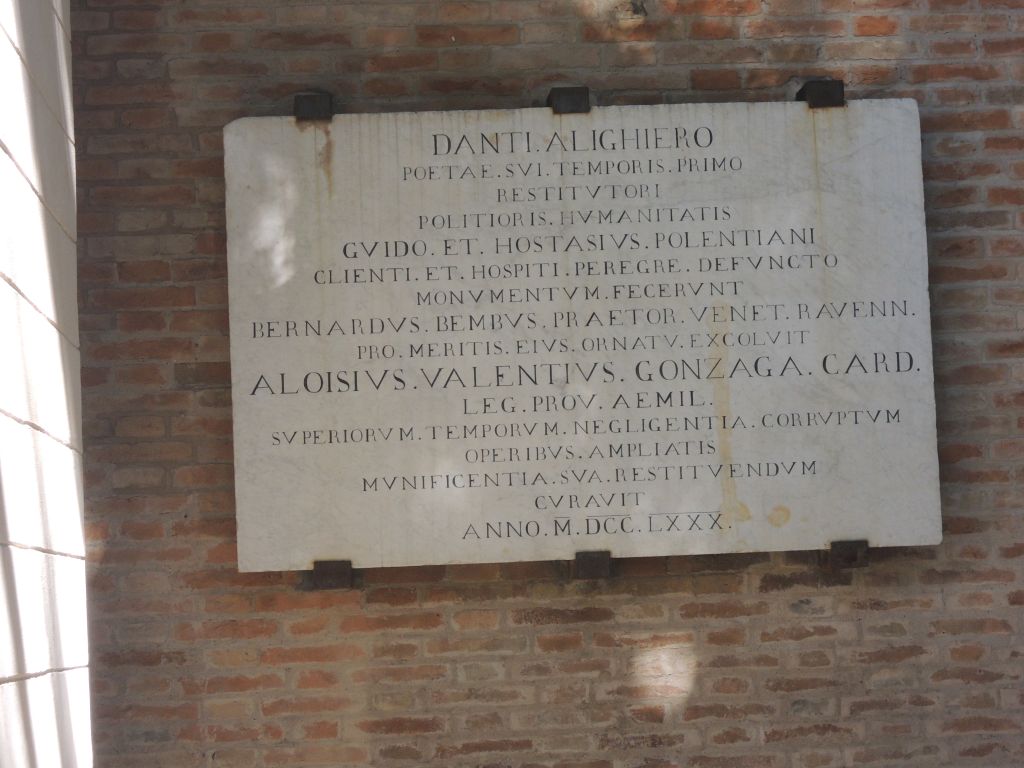 DANTI.ALIGHIERO
POETAE.SVI.TEMPORIS.PRIMO
RESTITVTORI
POLITIORIS.HVMANITATIS
GVIDO.ET.HOSTASIVS.POLENTIANI
CLIENTI.ET.HOSPITI.PEREGRE.DEFVNCTO
MONVMENTVM.FECERVNT
BERNARDVS.BEMBVS.PRAETOR.VENET.RAVENN.
PRO.MERITIS.EIVS.ORNATV.EXCOLVIT
ALOISIVS.VALENTIVS.GONZAGA.CARD.
LEG.PROV.AEMIL.
SVPERIORVM.TEMPORVM.NEGLIGENTIA.CORRVPTVM
OPERIBVS.AMPLIATIS
MVNIFICENTIA.SVA.RESTITVENDVM
CVRAVIT
ANNO.M.DCC.LXXX.